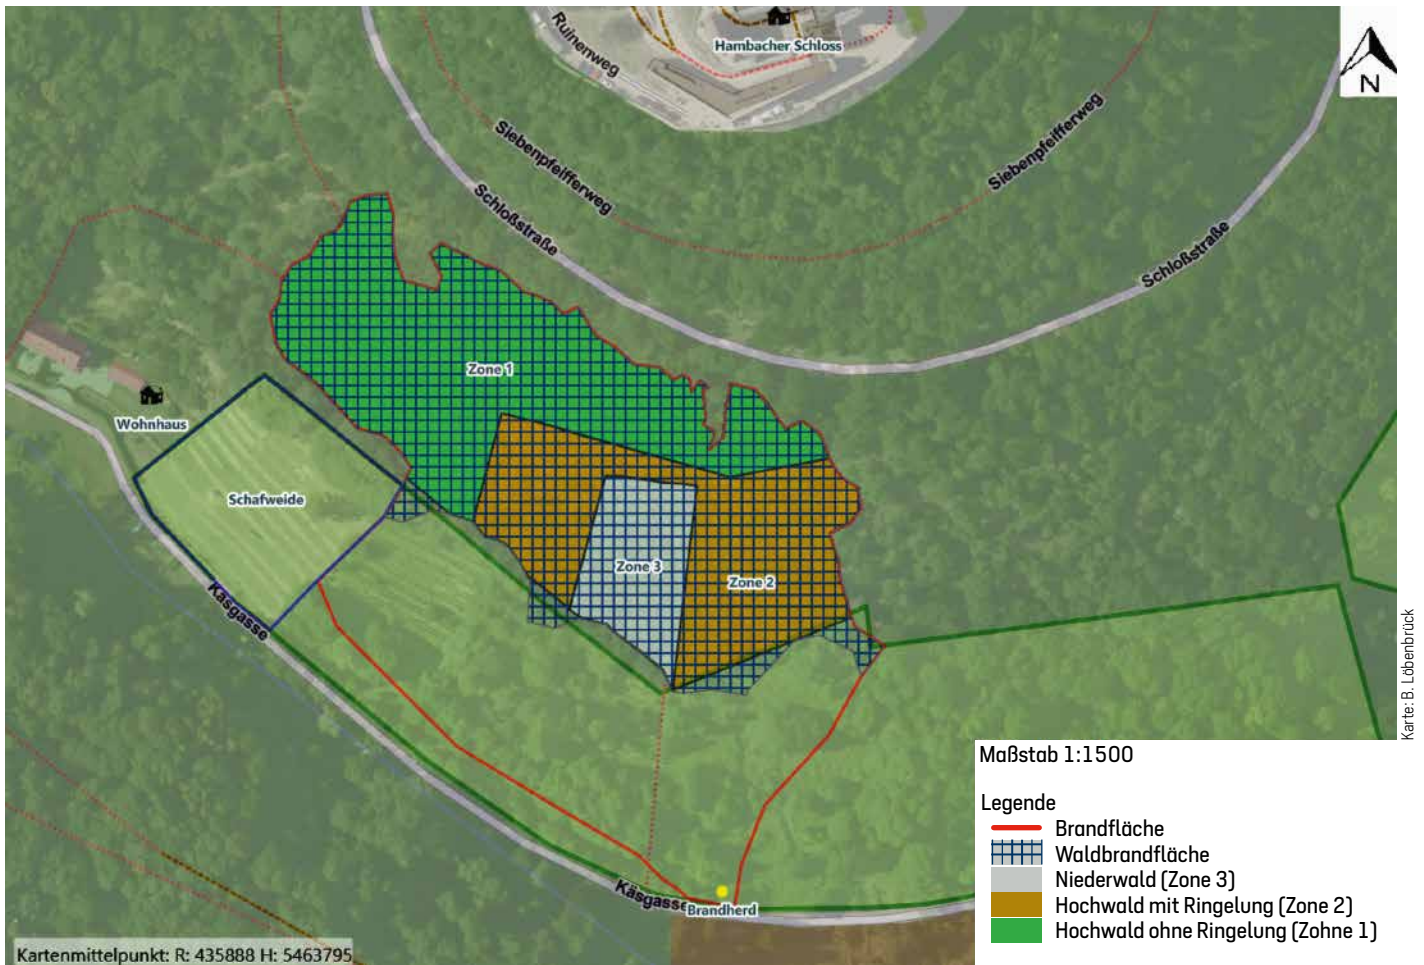 Ruinenweg
Hambacher Schloss
N
Siebenpfeifferweg
Siebenpfeifferweg
Schloßstraße
Schloßstraße
Zone 1
Wohnhaus
Schafweide
Zone 3
Zone 2
Käsgasse
Käsgasse
Brandherd
Karte: B. Löbenbrück
Maßstab 1:1500
Legende
Brandfläche
Waldbrandfläche
Niederwald (Zone 3)
Hochwald mit Ringelung (Zone 2)
Hochwald ohne Ringelung (Zohne 1)
Kartenmittelpunkt: R: 435888 H: 5463795